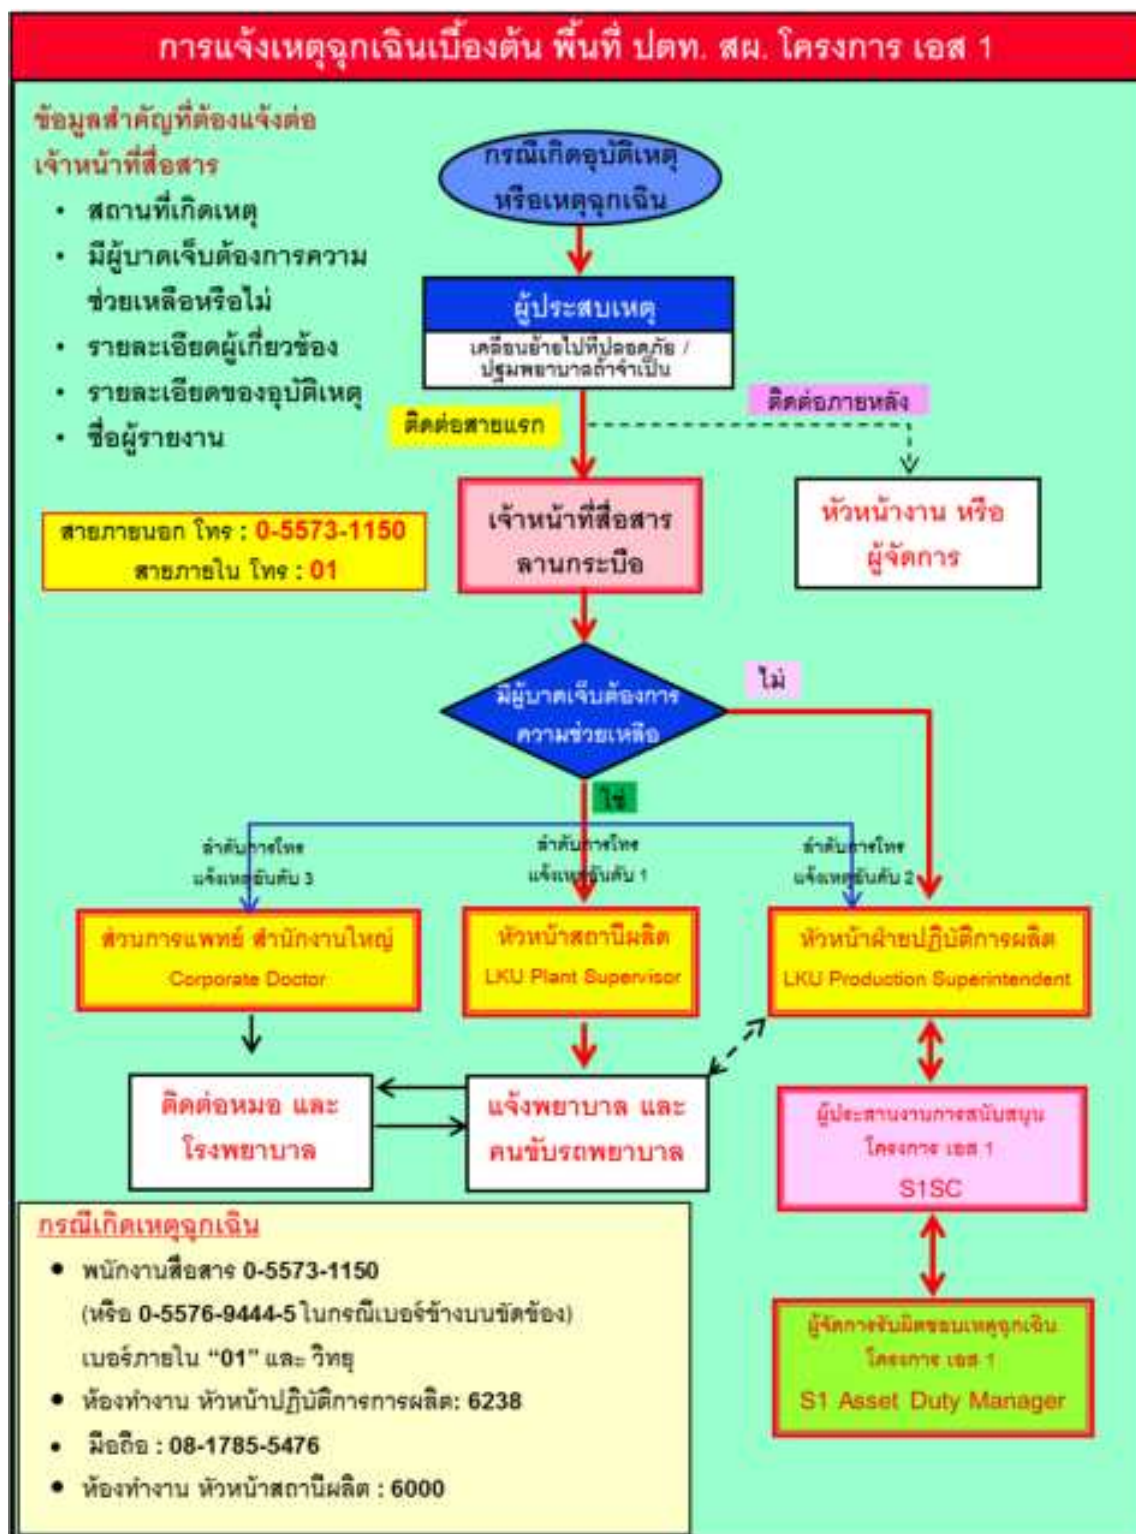 การแจ้งเหตุฉุกเฉินเบื้องต้น พื้นที่ ปตท. สผ. โครงการ เอส 1
ข้อมูลสำคัญที่ต้องแจ้งต่อ
เจ้าหน้าที่สื่อสาร
• สถานที่เกิดเหตุ
• มีผู้บาดเจ็บต้องการความ
ช่วยเหลือหรือไม่
• รายละเอียดผู้เกี่ยวข้อง
• รายละเอียดของอุบัติเหตุ
• ชื่อผู้รายงาน
กรณีเกิดอุบัติเหตุ
หรือเหตุฉุกเฉิน
ผู้ประสบเหตุ
เคลื่อนย้ายไปที่ปลอดภัย /
ปฐมพยาบาลถ้าจำเป็น
ติดต่อสายแรก
ติดต่อภายหลัง
สายภายนอก โทร : 0-5573-1150
สายภายใน โทร : 01
เจ้าหน้าที่สื่อสาร
ลานกระบือ
หัวหน้างาน หรือ
ผู้จัดการ
มีผู้บาดเจ็บต้องการ
ความช่วยเหลือ
ไม่
ใช่
ลำดับการโทร
แจ้งเหตุอันดับ 3
ลำดับการโทร
แจ้งเหตุอันดับ 1
ลำดับการโทร
แจ้งเหตุอันดับ 2
ส่วนการแพทย์ สำนักงานใหญ่
Corporate Doctor
หัวหน้าสถานีผลิต
LKU Plant Supervisor
หัวหน้าฝ่ายปฏิบัติการผลิต
LKU Production Superintendent
ติดต่อหมอ และ
โรงพยาบาล
แจ้งพยาบาล และ
คนขับรถพยาบาล
ผู้ประสานงานการสนับสนุน
โครงการ เอส 1
S1SC
ผู้จัดการรับผิดชอบเหตุฉุกเฉิน
โครงการ เอส 1
S1 Asset Duty Manager
กรณีเกิดเหตุฉุกเฉิน
• พนักงานสื่อสาร 0-5573-1150
(หรือ 0-5576-9444-5 ในกรณีเบอร์ข้างบนขัดข้อง)
เบอร์ภายใน “01” และ วิทยุ
• ห้องทำงาน หัวหน้าปฏิบัติการการผลิต: 6238
• มือถือ : 08-1785-5476
• ห้องทำงาน หัวหน้าสถานีผลิต : 6000